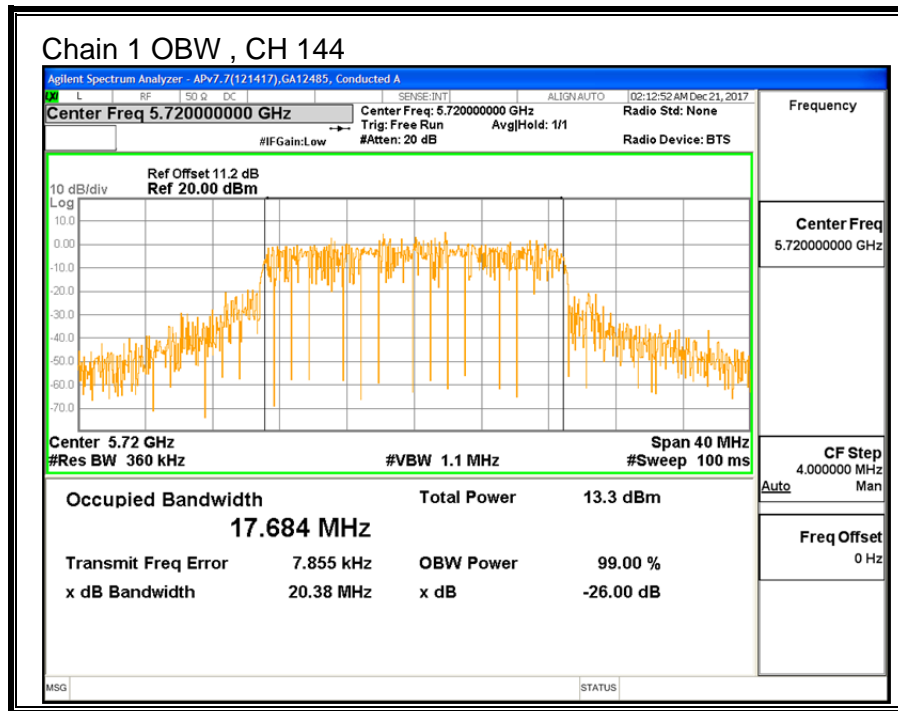 Chain 1 OBW , CH 144
Agilent Spectrum Analyzer - APv7.7(121417),GA12485, Conducted A
LXI L RF 50 Ω DC SENSE:INT ALIGN AUTO 02:12:52 AM Dec 21, 2017
Center Freq 5.720000000 GHz
Center Freq: 5.720000000 GHz
Radio Std: None
Trig: Free Run Avg|Hold: 1/1
#IFGain:Low #Atten: 20 dB Radio Device: BTS
Ref Offset 11.2 dB
10 dB/div Ref 20.00 dBm
Log
10.0
0.00
-10.0
-20.0
-30.0
-40.0
-50.0
-60.0
-70.0
Center 5.72 GHz Span 40 MHz
#Res BW 360 kHz #VBW 1.1 MHz #Sweep 100 ms
Occupied Bandwidth Total Power 13.3 dBm
17.684 MHz
Transmit Freq Error 7.855 kHz OBW Power 99.00 %
x dB Bandwidth 20.38 MHz x dB -26.00 dB
MSG STATUS
Frequency
Center Freq
5.720000000 GHz
CF Step
4.000000 MHz
Auto Man
Freq Offset
0 Hz